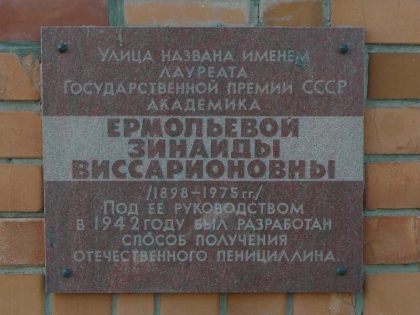 Улица названа именем
лауреата
Государственной премии СССР
академика
ЕРМОЛЬЕВОЙ
ЗИНАИДЫ
ВИССАРИОНОВНЫ
/1898-1975 гг./
Под ее руководством
в 1942 году был разработан
способ получения
отечественного пенициллина.